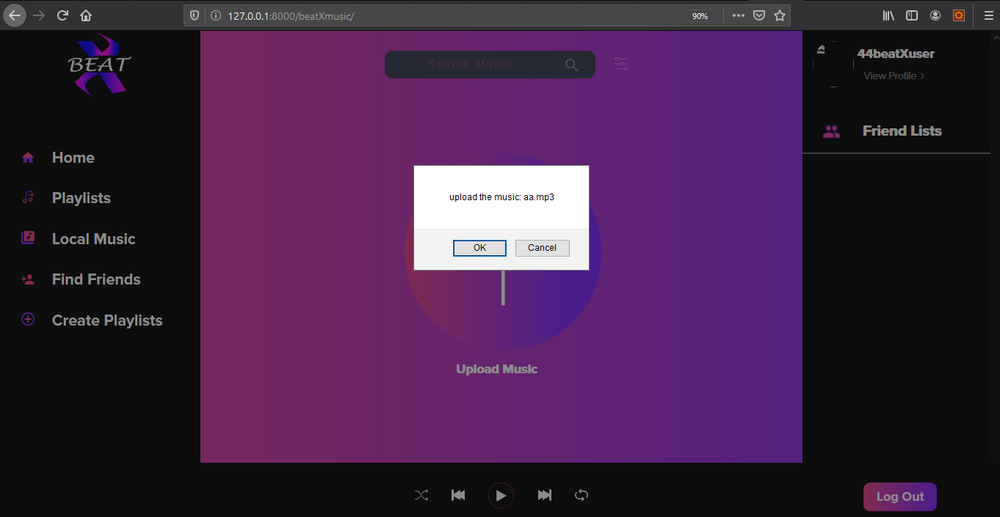 127.0.0.1:8000/beatXmusic/
90%
BEAT
X
Search Music
44beatXuser
View Profile >
Friend Lists
Home
Playlists
Local Music
Find Friends
Create Playlists
upload the music: aa.mp3
OK
Cancel
Upload Music
Log Out